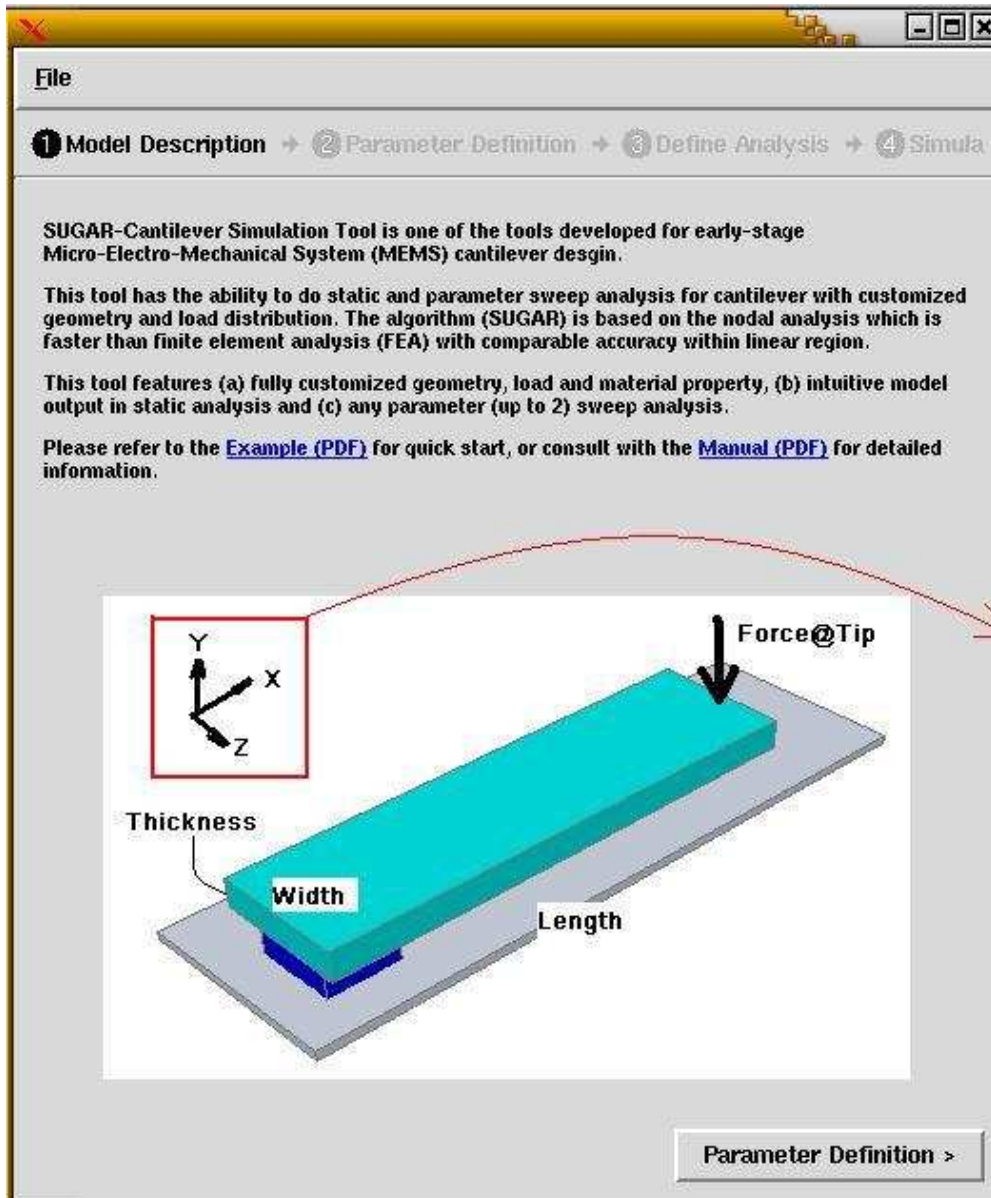 File
1 Model Description → 2 Parameter Definition → 3 Define Analysis → 4 Simula
SUGAR-Cantilever Simulation Tool is one of the tools developed for early-stage
Micro-Electro-Mechanical System (MEMS) cantilever desgin.
This tool has the ability to do static and parameter sweep analysis for cantilever with customized
geometry and load distribution. The algorithm (SUGAR) is based on the nodal analysis which is
faster than finite element analysis (FEA) with comparable accuracy within linear region.
This tool features (a) fully customized geometry, load and material property, (b) intuitive model
output in static analysis and (c) any parameter (up to 2) sweep analysis.
Please refer to the Example (PDF) for quick start, or consult with the Manual (PDF) for detailed
information.
Y
X
Z
Force@Tip
Thickness
Width
Length
Parameter Definition >